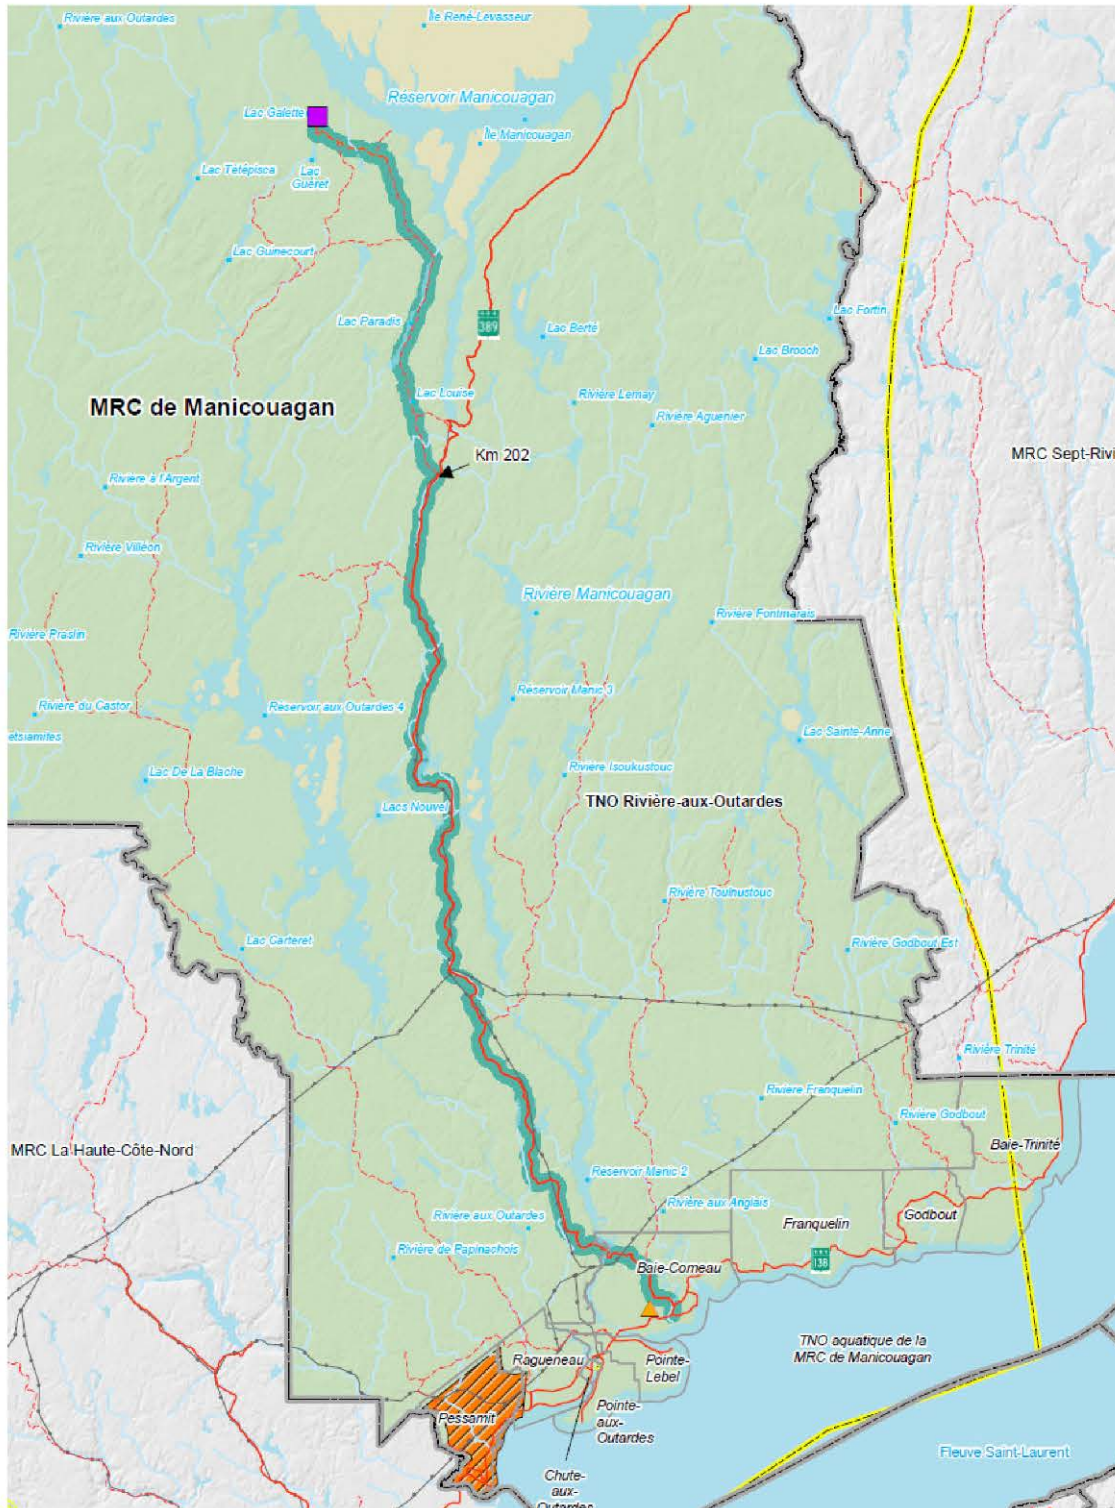 Rivière aux Outardes
Île René-Levasseur
Réservoir Manicouagan
Lac Galette
Île Manicouagan
Lac Tétépisca
Lac
Guéret
Lac Guinecourt
Lac Fortin
Lac Paradis
389
Lac Berté
Lac Brooch
Lac Louise
Rivière Lemay
MRC de Manicouagan
Rivière Aguenier
Km 202
MRC Sept-Rivi
Rivière à l'Argent
Rivière Villéon
Rivière Manicouagan
Rivière Fontmarais
Rivière Praslin
Réservoir Manic 3
Rivière du Castor
Réservoir aux Outardes 4
etsiamites
Lac Sainte-Anne
Lac De La Blache
Rivière Isoukustouc
Lacs Nouvel
TNO Rivière-aux-Outardes
Rivière Toulnustouc
Lac Carteret
Rivière Godbout Est
Rivière Trinité
Rivière Franquelin
Rivière Godbout
MRC La Haute-Côte-Nord
Baie-Trinité
Réservoir Manic 2
Rivière aux Anglais
Rivière aux Outardes
Franquelin
Godbout
Rivière de Papinachois
138
Baie-Comeau
TNO aquatique de la
MRC de Manicouagan
Ragueneau
Pointe-
Lebel
Pessamit
Pointe-
aux-
Outardes
Fleuve Saint-Laurent
Chute-
aux-
Outardes